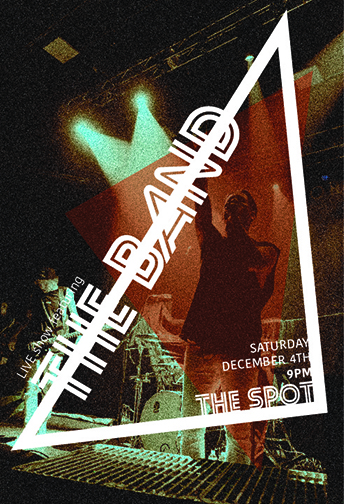 LIVE show featuring
THE BAND
SATURDAY
DECEMBER 4TH
9PM
THE SPOT